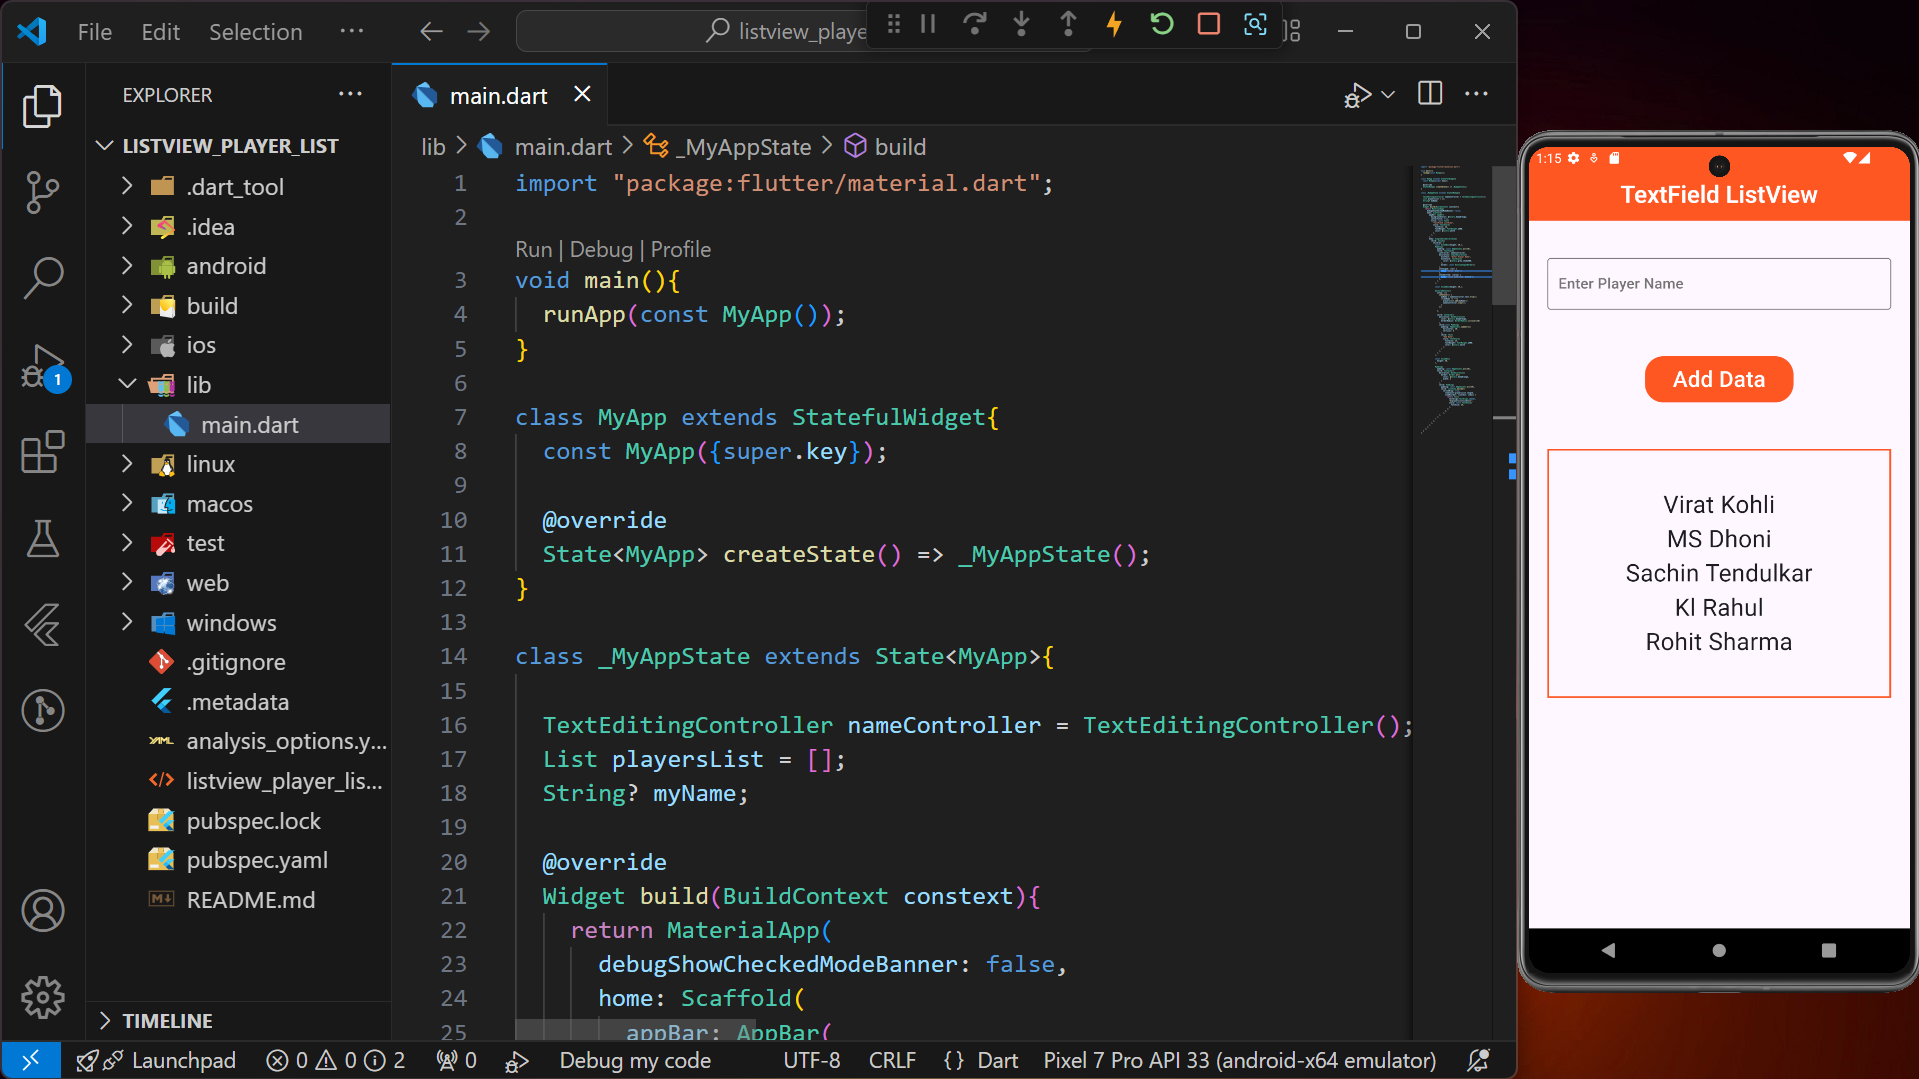 File Edit Selection ···
listview_playe
EXPLORER
LISTVIEW_PLAYER_LIST
.dart_tool
.idea
android
build
ios
lib
main.dart
linux
macos
test
web
windows
.gitignore
.metadata
analysis_options.y...
listview_player_lis...
pubspec.lock
pubspec.yaml
README.md
TIMELINE
1
main.dart
lib > main.dart > _MyAppState > build
1 import "package:flutter/material.dart";
2
Run | Debug | Profile
3 void main(){
4 runApp(const MyApp());
5 }
6
7 class MyApp extends StatefulWidget{
8 const MyApp({super.key});
9
10 @override
11 State<MyApp> createState() => _MyAppState();
12 }
13
14 class _MyAppState extends State<MyApp>{
15
16 TextEditingController nameController = TextEditingController();
17 List playersList = [];
18 String? myName;
19
20 @override
21 Widget build(BuildContext constext){
22 return MaterialApp(
23 debugShowCheckedModeBanner: false,
24 home: Scaffold(
25 appBar: AppBar(
Launchpad 0 0 2 0 Debug my code UTF-8 CRLF {} Dart Pixel 7 Pro API 33 (android-x64 emulator)
1:15
TextField ListView
Enter Player Name
Add Data
Virat Kohli
MS Dhoni
Sachin Tendulkar
Kl Rahul
Rohit Sharma